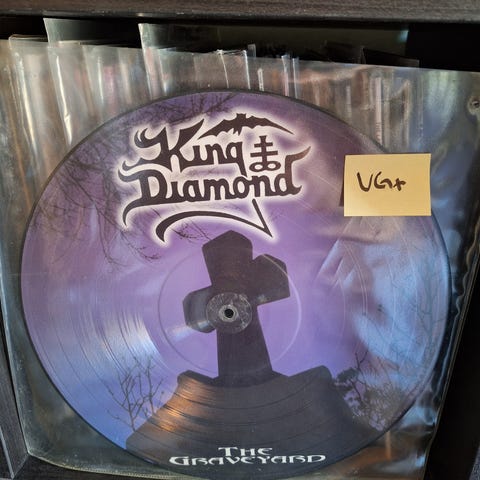 King
Diamond
VG+
The
Graveyard